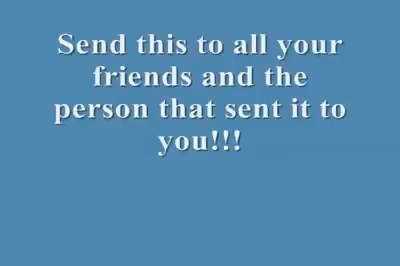 Send this to all your
friends and the
person that sent it to
you!!!